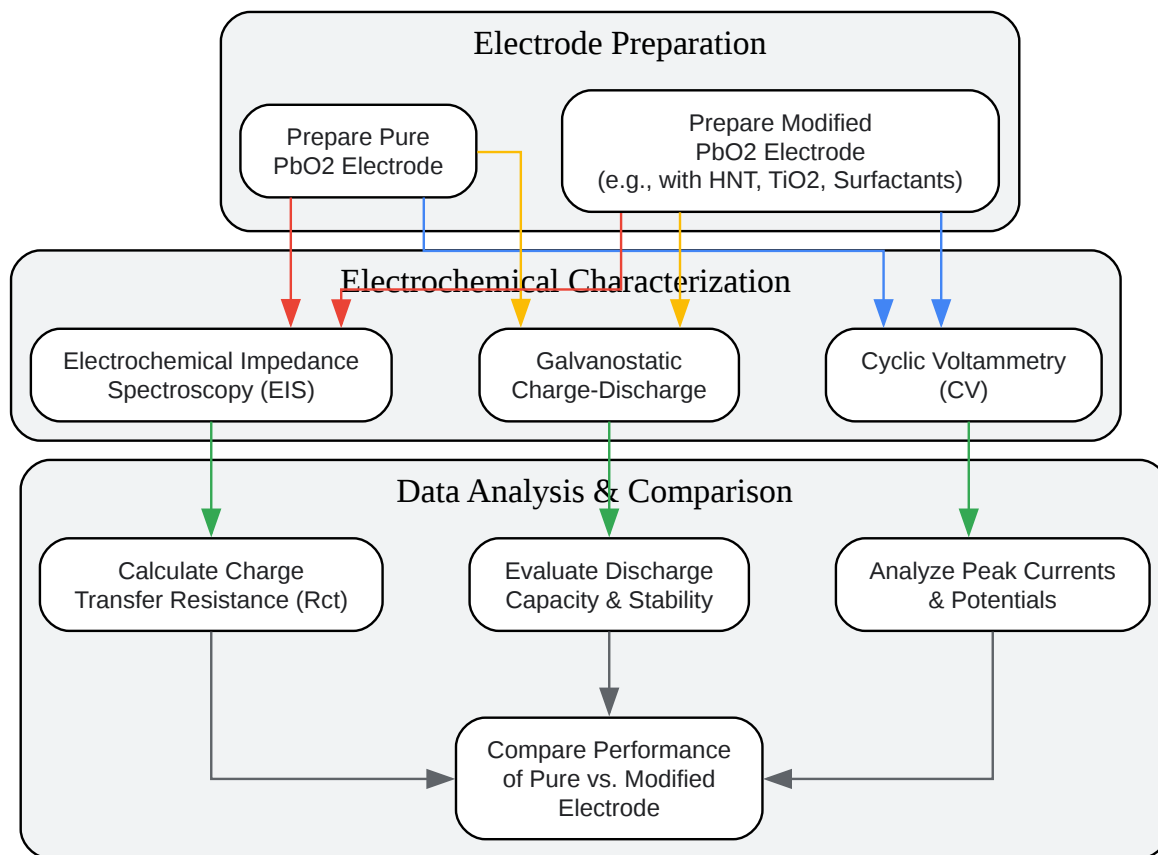 Electrode Preparation
Prepare Pure
PbO2 Electrode
Prepare Modified
PbO2 Electrode
(e.g., with HNT, TiO2, Surfactants)
Electrochemical Characterization
Electrochemical Impedance
Spectroscopy (EIS)
Galvanostatic
Charge-Discharge
Cyclic Voltammetry
(CV)
Data Analysis & Comparison
Calculate Charge
Transfer Resistance (Rct)
Evaluate Discharge
Capacity & Stability
Analyze Peak Currents
& Potentials
Compare Performance
of Pure vs. Modified
Electrode